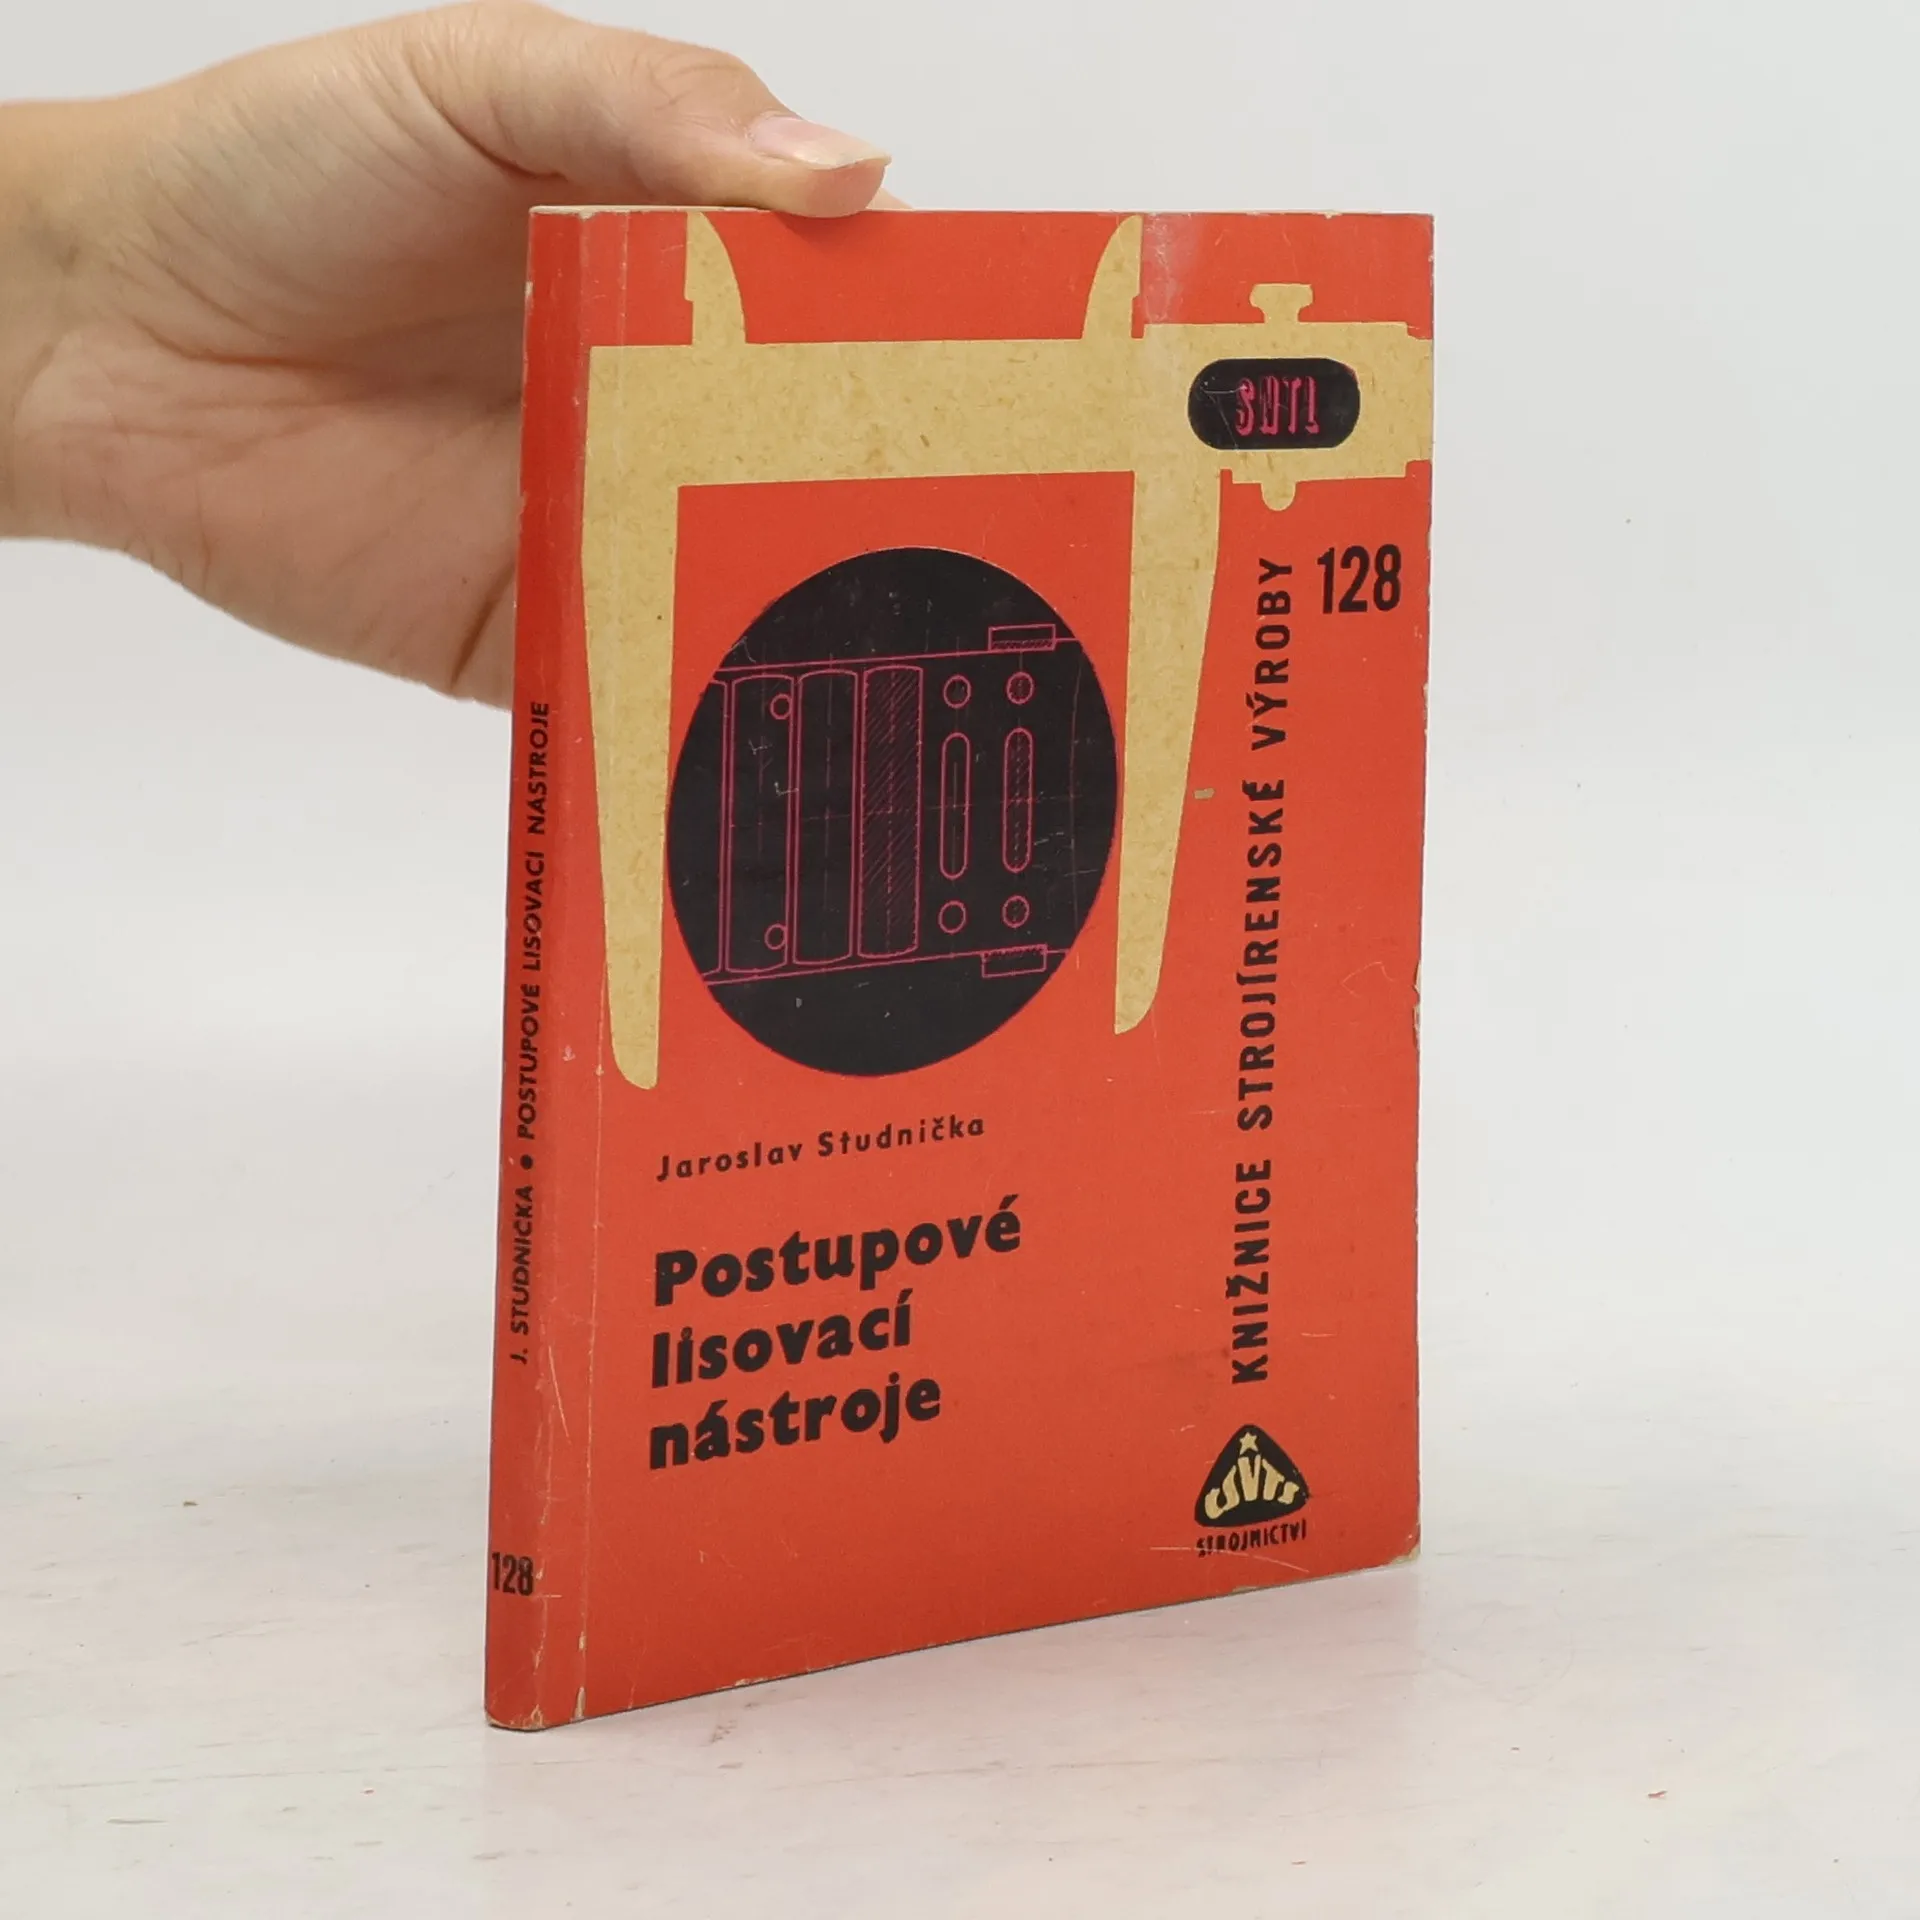 SNTL
128
KNIŽNICE STROJÍRENSKÉ VÝROBY
Jaroslav Studnička
Postupové
lisovací
nástroje
ČSVTS
STROJNICTVÍ
J. STUDNIČKA • POSTUPOVÉ LISOVACÍ NÁSTROJE
128